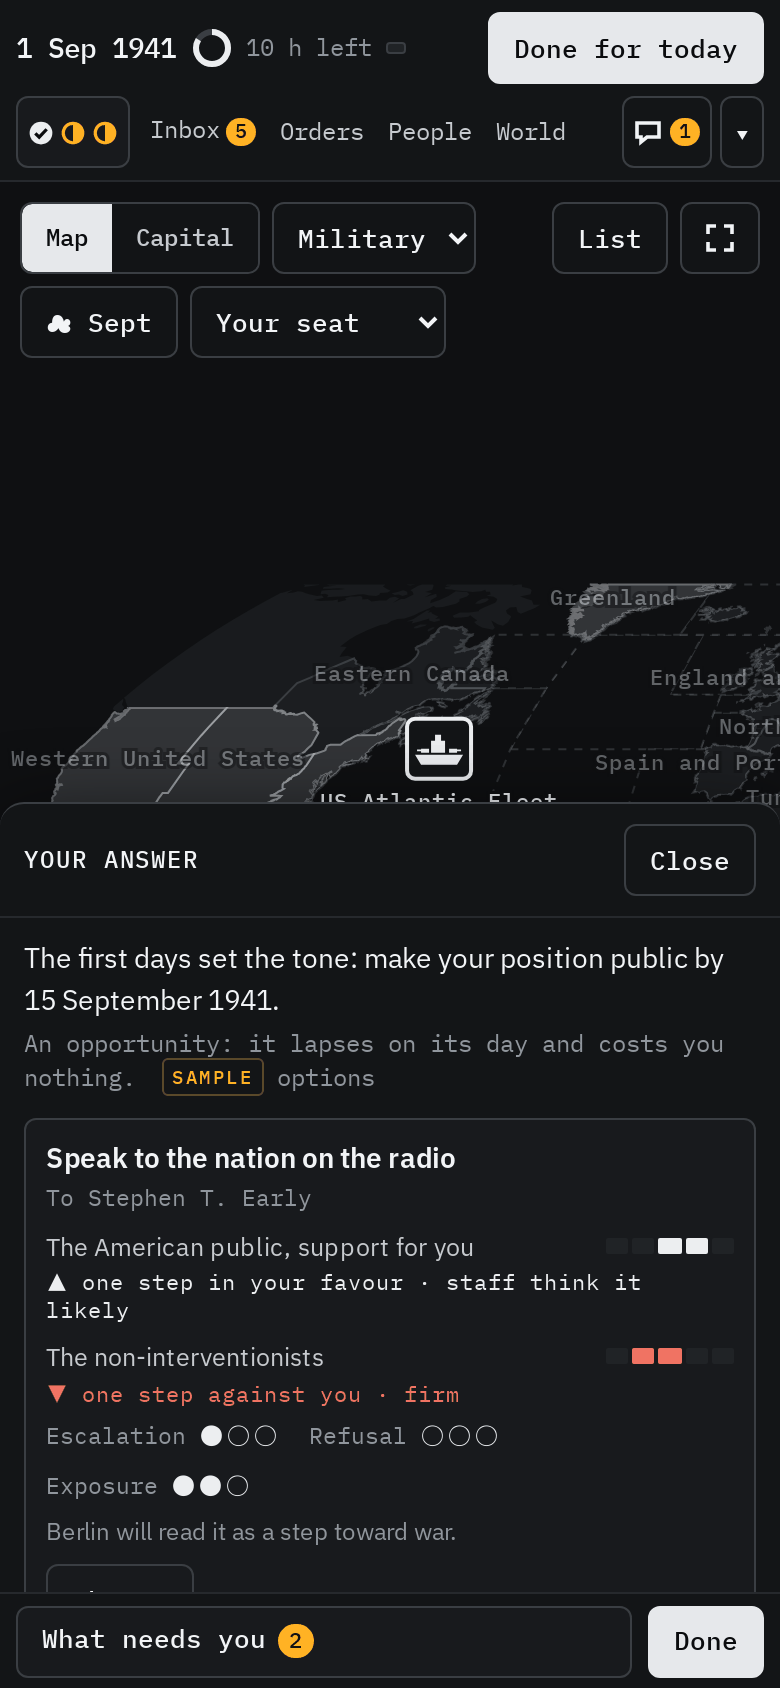 1 Sep 1941 10 h left Done for today
Inbox 5 Orders People World 1
Map Capital Military List
Sept Your seat
Greenland
Eastern Canada
England
Western United States
Spain and
US Atlantic Fleet
YOUR ANSWER Close
The first days set the tone: make your position public by
15 September 1941.
An opportunity: it lapses on its day and costs you
nothing. SAMPLE options
Speak to the nation on the radio
To Stephen T. Early
The American public, support for you
▲ one step in your favour · staff think it
likely
The non-interventionists
▼ one step against you · firm
Escalation Refusal
Exposure
Berlin will read it as a step toward war.
What needs you 2 Done